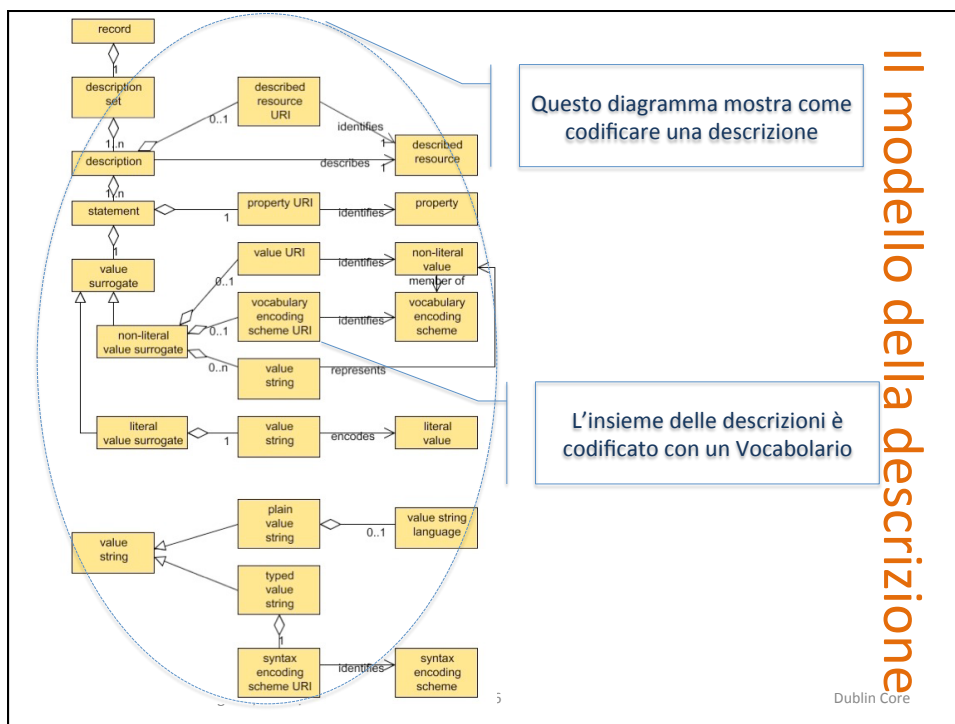 record
1
description
set
1..n
description
1..n
statement
1
value
surrogate
described
resource
URI
0..1
identifies
1
described
resource
describes
1
property URI
1
identifies
property
value URI
0..1
identifies
non-literal
value
member of
vocabulary
encoding
scheme URI
0..1
identifies
vocabulary
encoding
scheme
non-literal
value surrogate
0..n
value
string
represents
literal
value surrogate
1
value
string
encodes
literal
value
plain
value
string
0..1
value string
language
value
string
typed
value
string
1
syntax
encoding
scheme URI
identifies
syntax
encoding
scheme
Questo diagramma mostra come
codificare una descrizione
L'insieme delle descrizioni è
codificato con un Vocabolario
Il modello della descrizione
Dublin Core